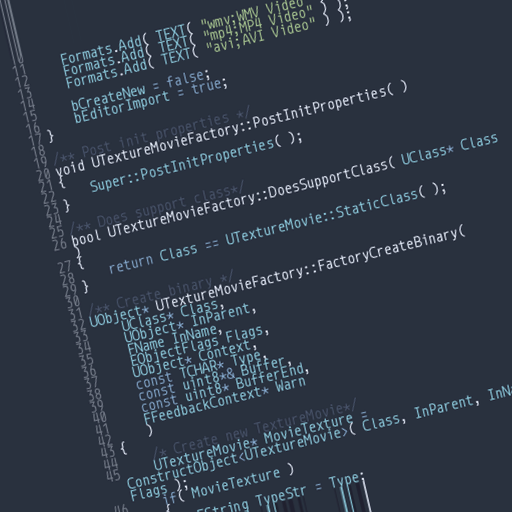 Formats.Add( TEXT( "wmv;WMV Video" ) );
Formats.Add( TEXT( "mp4;MP4 Video" ) );
Formats.Add( TEXT( "avi;AVI Video" ) );
bCreateNew = false;
bEditorImport = true;
}
/** Post init properties */
void UTextureMovieFactory::PostInitProperties( )
{
Super::PostInitProperties( );
}
/** Does support class*/
bool UTextureMovieFactory::DoesSupportClass( UClass* Class
{
return Class == UTextureMovie::StaticClass( );
}
/** Create binary */
UObject* UTextureMovieFactory::FactoryCreateBinary(
UClass* Class,
UObject* InParent,
FName InName,
EObjectFlags Flags,
UObject* Context,
const TCHAR* Type,
const uint8*& Buffer,
const uint8* BufferEnd,
FFeedbackContext* Warn
)
{
/* Create new TextureMovie*/
UTextureMovie* MovieTexture =
ConstructObject<UTextureMovie>( Class, InParent, InNa
Flags );
if( MovieTexture )
{
FString TypeStr = Type;